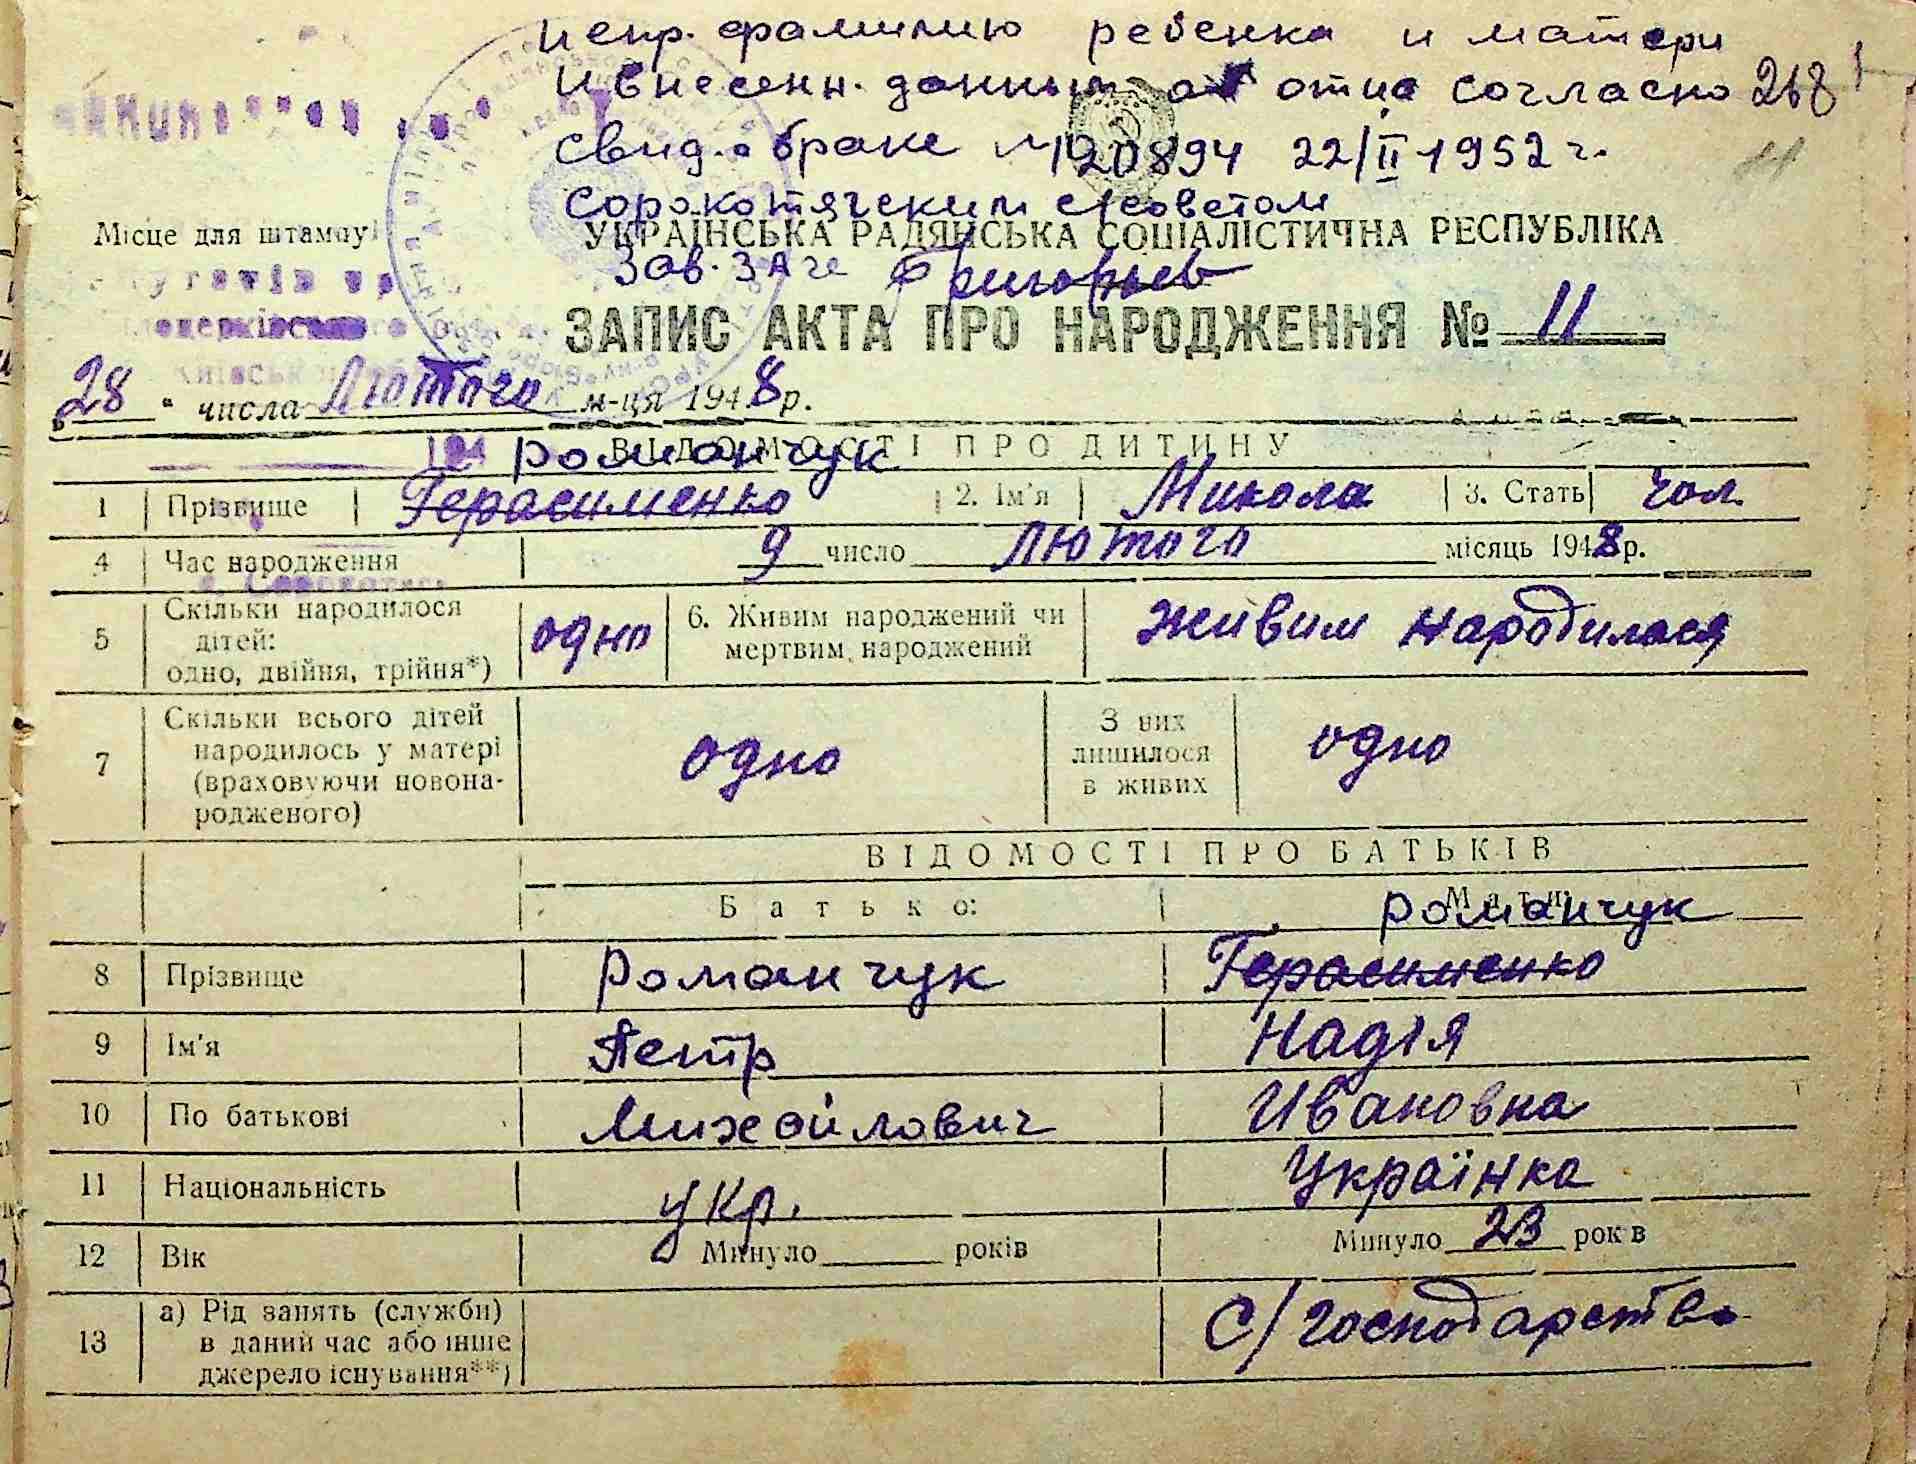 испр. фамилию ребенка и матери
и внесенн. данных отца согласно 268
свид. о браке № 120894 22/II 1952 г.
Сорокотягским с/советом
Місце для штампу
УКРАЇНСЬКА РАДЯНСЬКА СОЦІАЛІСТИЧНА РЕСПУБЛІКА
Зав. ЗАГС Григорьев
ЗАПИС АКТА ПРО НАРОДЖЕННЯ № 11
28 " числа Лютого м-ця 1948 р.
ВІДОМОСТІ ПРО ДИТИНУ
194 Романчук
1 Прізвище Герасименко 2. Ім'я Микола 3. Стать чол.
4 Час народження 9 число Лютого місяць 1948 р.
5 Скільки народилося дітей: одно, двійня, трійня*) одно 6. Живим народжений чи мертвим народжений живим народилося
7 Скільки всього дітей народилось у матері (враховуючи новонародженого) одно З них лишилося в живих одно
ВІДОМОСТІ ПРО БАТЬКІВ
Батько: Мати:
Романчук
8 Прізвище Романчук Герасименко
9 Ім'я Петр Надія
10 По батькові Михайлович Ивановна
11 Національність укр. Українка
12 Вік Минуло років Минуло 23 років
13 а) Рід занять (служби) в даний час або інше джерело існування**) С/господарство